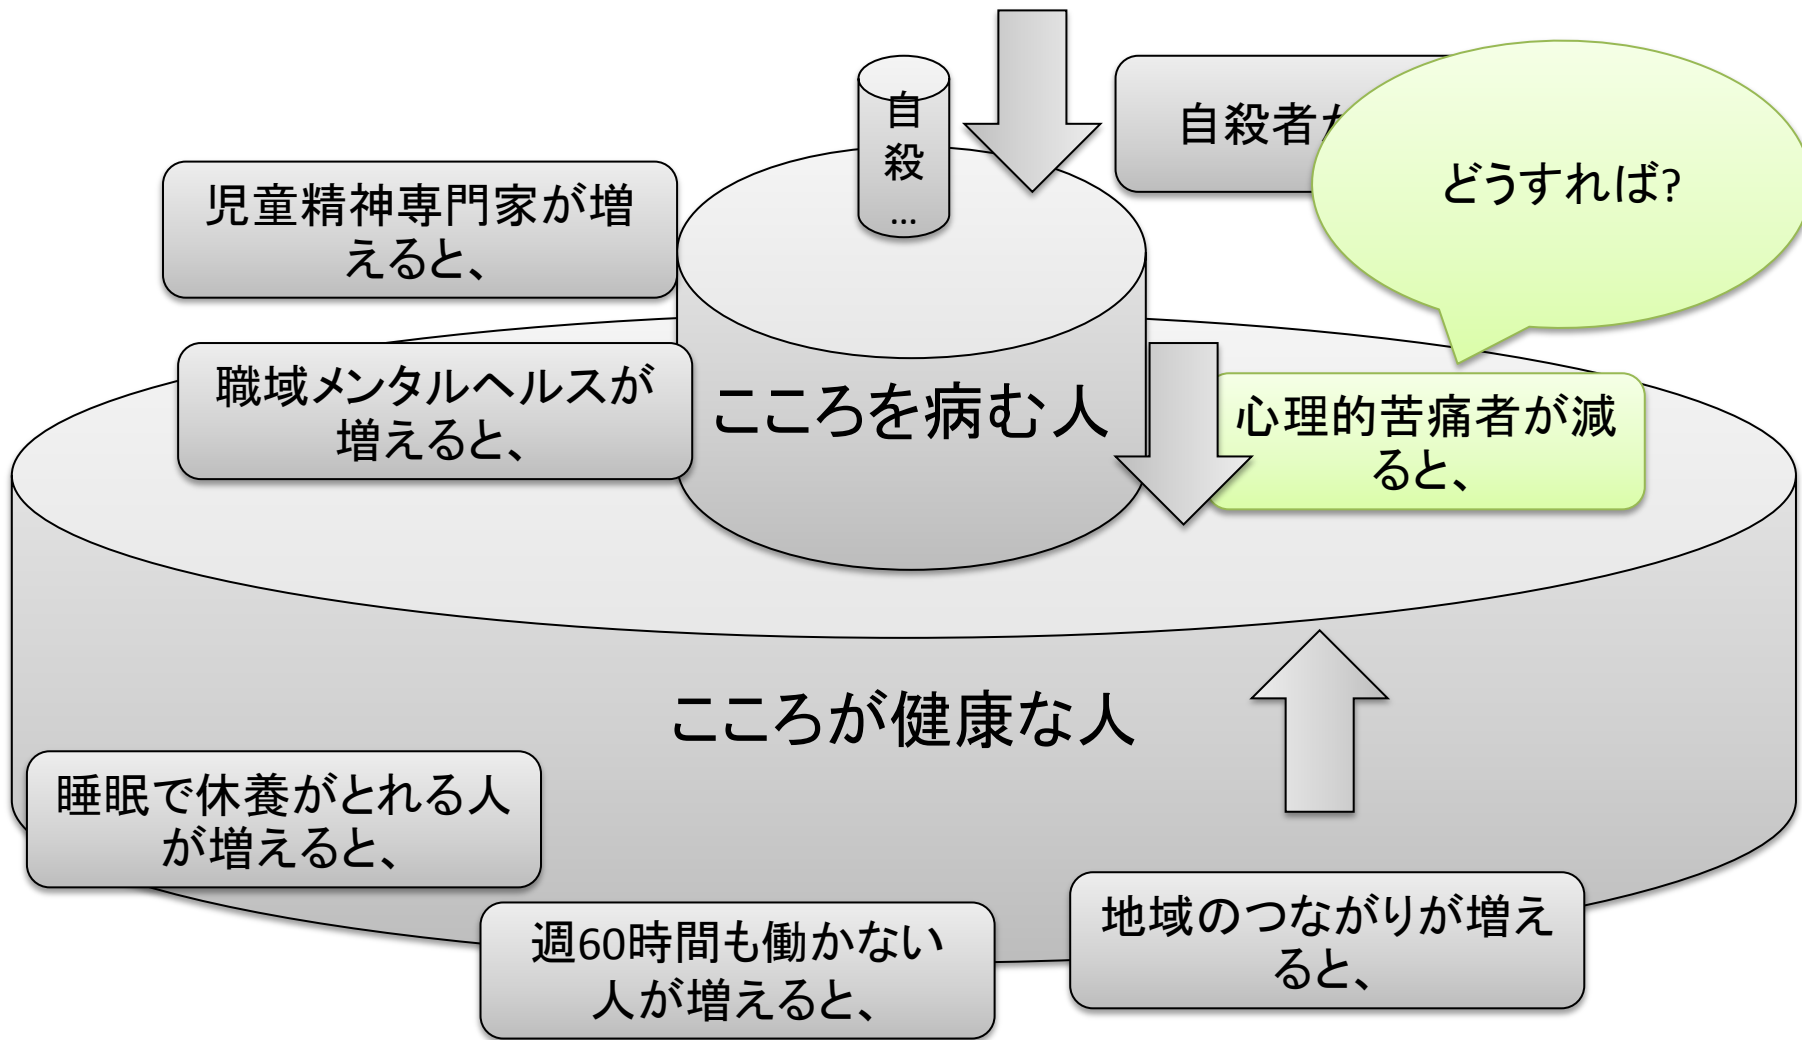 自
殺
...
自殺者
どうすれば?
児童精神専門家が増
えると、
職域メンタルヘルスが
増えると、
こころを病む人
心理的苦痛者が減
ると、
こころが健康な人
睡眠で休養がとれる人
が増えると、
週60時間も働かない
人が増えると、
地域のつながりが増え
ると、